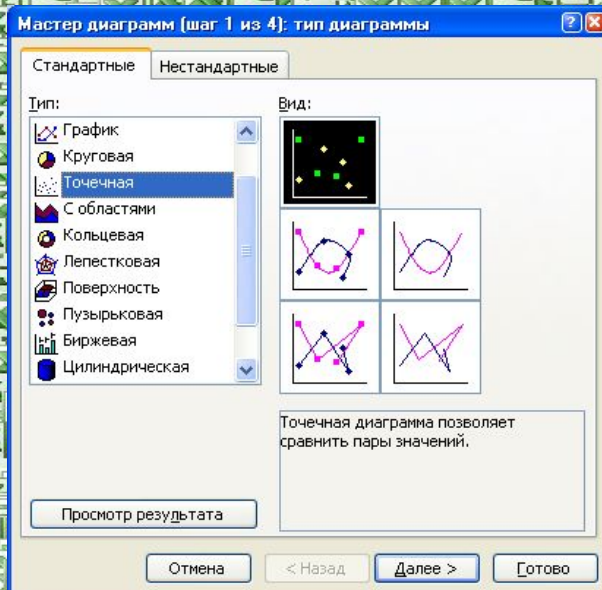 Мастер диаграмм (шаг 1 из 4): тип диаграммы
Стандартные
Нестандартные
Тип:
График
Круговая
Точечная
С областями
Кольцевая
Лепестковая
Поверхность
Пузырьковая
Биржевая
Цилиндрическая
Вид:
Точечная диаграмма позволяет
сравнить пары значений.
Просмотр результата
Отмена
< Назад
Далее >
Готово